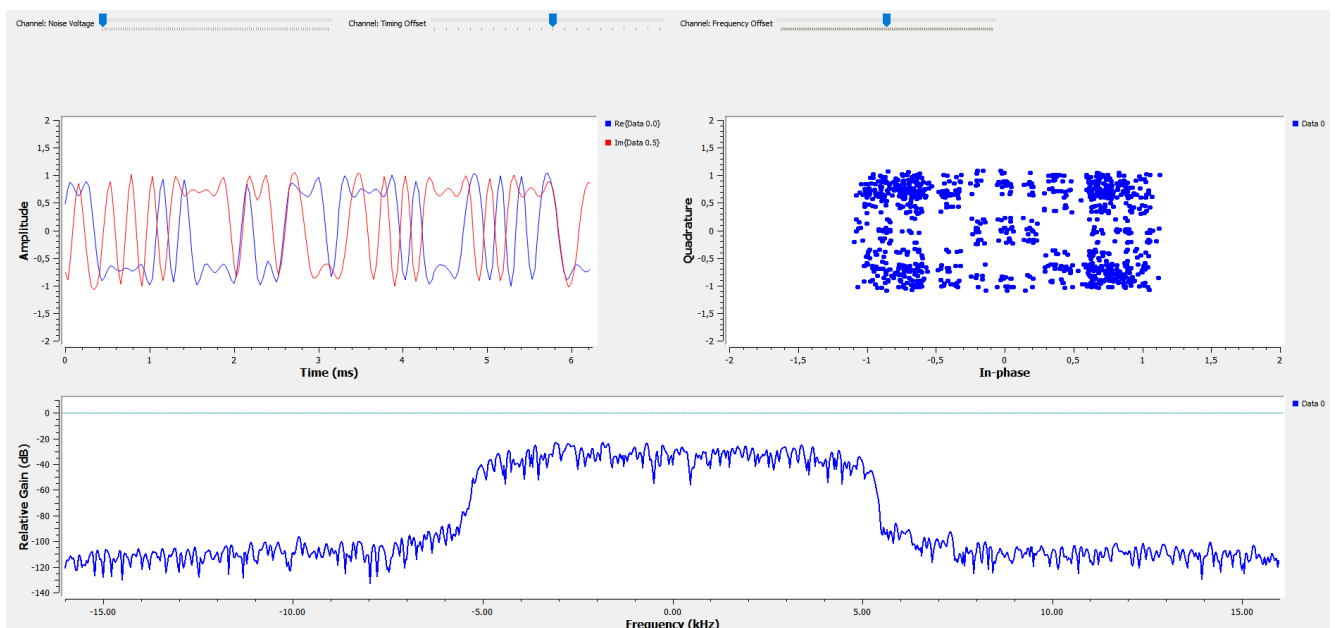 Channel: Noise Voltage
Channel: Timing Offset
Channel: Frequency Offset
2
1,5
1
0,5
0
-0,5
-1
-1,5
-2
Amplitude
0 1 2 3 4 5 6
Time (ms)
Re{Data 0.0}
Im{Data 0.5}
2
1,5
1
0,5
0
-0,5
-1
-1,5
-2
Quadrature
-2 -1,5 -1 -0,5 0 0,5 1 1,5 2
In-phase
Data 0
0
-20
-40
-60
-80
-100
-120
-140
Relative Gain (dB)
-15.00 -10.00 -5.00 0.00 5.00 10.00 15.00
Frequency (kHz)
Data 0